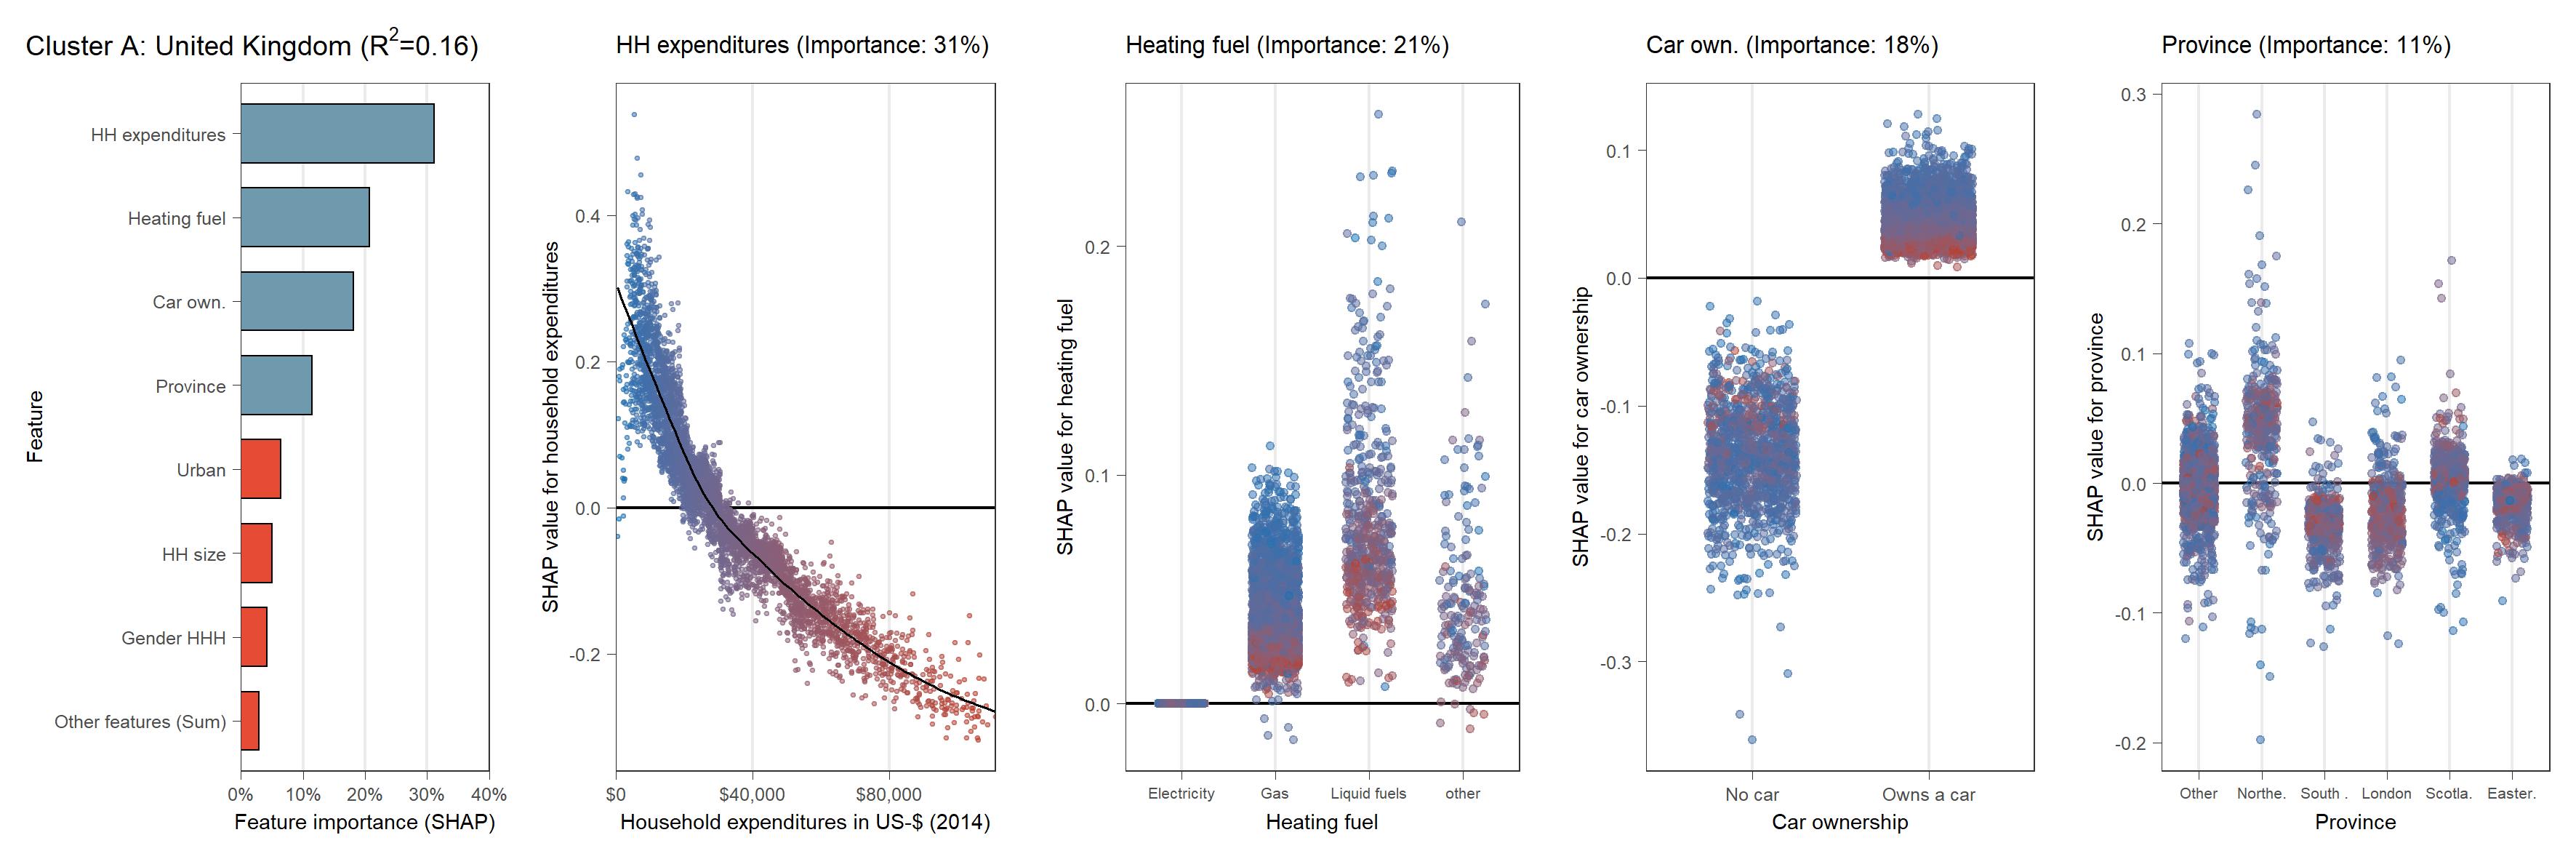 Cluster A: United Kingdom (R²=0.16)
Feature
HH expenditures
Heating fuel
Car own.
Province
Urban
HH size
Gender HHH
Other features (Sum)
0% 10% 20% 30% 40%
Feature importance (SHAP)
HH expenditures (Importance: 31%)
SHAP value for household expenditures
0.4
0.2
0.0
-0.2
$0 $40,000 $80,000
Household expenditures in US-$ (2014)
Heating fuel (Importance: 21%)
SHAP value for heating fuel
0.2
0.1
0.0
Electricity Gas Liquid fuels other
Heating fuel
Car own. (Importance: 18%)
SHAP value for car ownership
0.1
0.0
-0.1
-0.2
-0.3
No car Owns a car
Car ownership
Province (Importance: 11%)
SHAP value for province
0.3
0.2
0.1
0.0
-0.1
-0.2
Other Northe. South . London Scotla. Easter.
Province